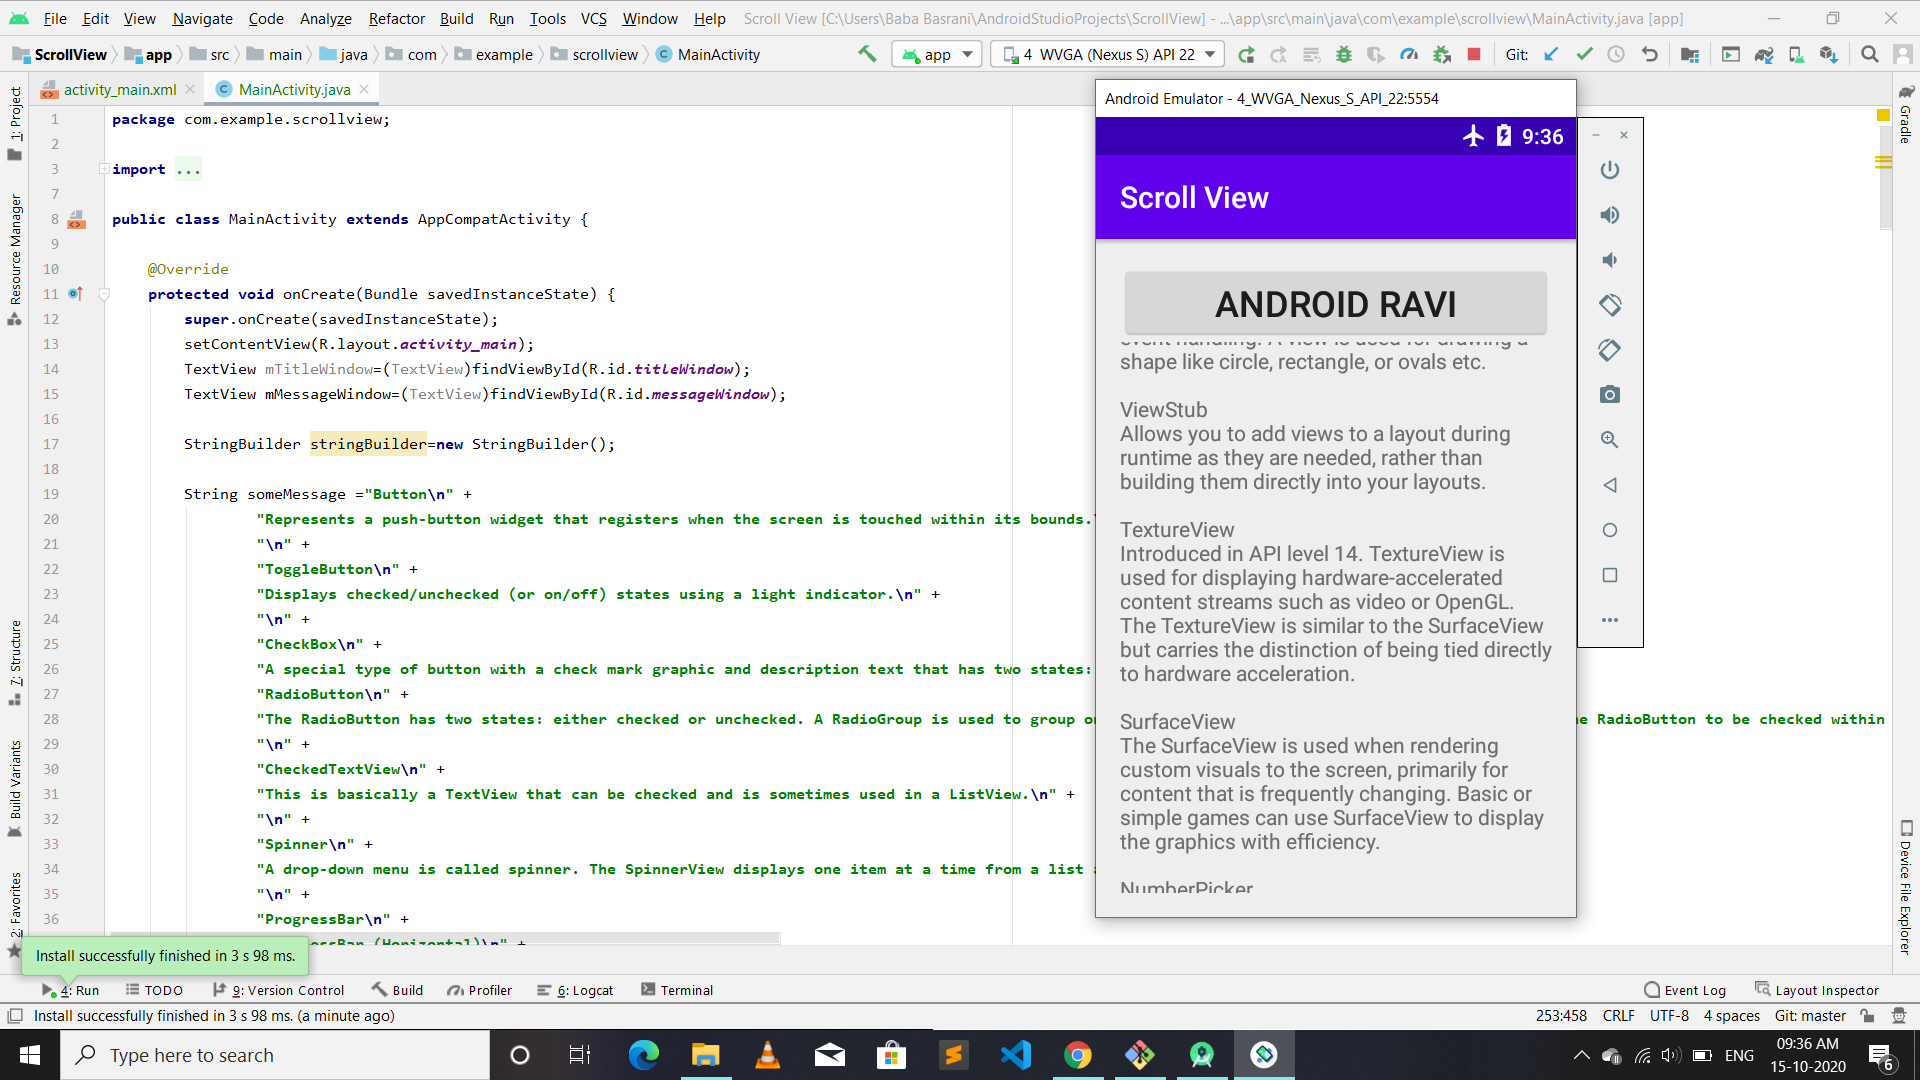 File Edit View Navigate Code Analyze Refactor Build Run Tools VCS Window Help Scroll View [C:\Users\Baba Basrani\AndroidStudioProjects\ScrollView] - ...\app\src\main\java\com\example\scrollview\MainActivity.java [app]
ScrollView app src main java com example scrollview MainActivity app 4 WVGA (Nexus S) API 22 Git:
activity_main.xml MainActivity.java
1: Project
Resource Manager
7: Structure
Build Variants
2: Favorites
1 package com.example.scrollview;
2
3 import ...
7
8 public class MainActivity extends AppCompatActivity {
9
10 @Override
11 protected void onCreate(Bundle savedInstanceState) {
12 super.onCreate(savedInstanceState);
13 setContentView(R.layout.activity_main);
14 TextView mTitleWindow=(TextView)findViewById(R.id.titleWindow);
15 TextView mMessageWindow=(TextView)findViewById(R.id.messageWindow);
16
17 StringBuilder stringBuilder=new StringBuilder();
18
19 String someMessage ="Button\n" +
20 "Represents a push-button widget that registers when the screen is touched within its bounds.
21 "\n" +
22 "ToggleButton\n" +
23 "Displays checked/unchecked (or on/off) states using a light indicator.\n" +
24 "\n" +
25 "CheckBox\n" +
26 "A special type of button with a check mark graphic and description text that has two states:
27 "RadioButton\n" +
28 "The RadioButton has two states: either checked or unchecked. A RadioGroup is used to group RadioButton to be checked within
29 "\n" +
30 "CheckedTextView\n" +
31 "This is basically a TextView that can be checked and is sometimes used in a ListView.\n" +
32 "\n" +
33 "Spinner\n" +
34 "A drop-down menu is called spinner. The SpinnerView displays one item at a time from a list
35 "\n" +
36 "ProgressBar\n" +
(Horizontal)\n" +
Android Emulator - 4_WVGA_Nexus_S_API_22:5554
9:36
Scroll View
ANDROID RAVI
event handling. A view is used for drawing a
shape like circle, rectangle, or ovals etc.
ViewStub
Allows you to add views to a layout during
runtime as they are needed, rather than
building them directly into your layouts.
TextureView
Introduced in API level 14. TextureView is
used for displaying hardware-accelerated
content streams such as video or OpenGL.
The TextureView is similar to the SurfaceView
but carries the distinction of being tied directly
to hardware acceleration.
SurfaceView
The SurfaceView is used when rendering
custom visuals to the screen, primarily for
content that is frequently changing. Basic or
simple games can use SurfaceView to display
the graphics with efficiency.
NumberPicker
Gradle
Device File Explorer
Install successfully finished in 3 s 98 ms.
4: Run TODO 9: Version Control Build Profiler 6: Logcat Terminal Event Log Layout Inspector
Install successfully finished in 3 s 98 ms. (a minute ago) 253:458 CRLF UTF-8 4 spaces Git: master
Type here to search ENG 09:36 AM
15-10-2020 6